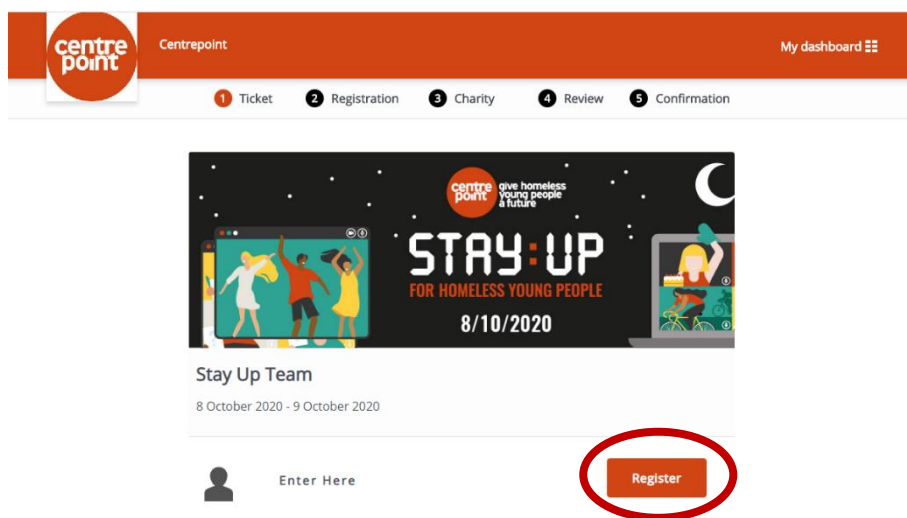 centre
point
Centrepoint
My dashboard
1 Ticket 2 Registration 3 Charity 4 Review 5 Confirmation
centre
point
give homeless
young people
a future
STAY:UP
FOR HOMELESS YOUNG PEOPLE
8/10/2020
Stay Up Team
8 October 2020 - 9 October 2020
Enter Here
Register